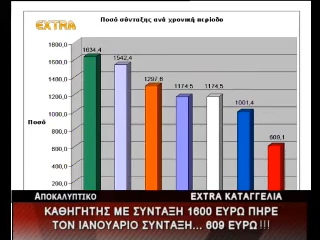 EXTRA
Ποσό σύνταξης ανά χρονική περίοδο
1800,0
1634,4
1542,4
1600,0
1400,0
1297,6
1174,5
1174,5
1200,0
1001,4
1000,0
Ποσό
800,0
609,1
600,0
400,0
200,0
ΑΠΟΚΑΛΥΠΤΙΚΟ
EXTRA ΚΑΤΑΓΓΕΛΙΑ
ΚΑΘΗΓΗΤΗΣ ΜΕ ΣΥΝΤΑΞΗ 1600 ΕΥΡΩ ΠΗΡΕ
ΤΟΝ ΙΑΝΟΥΑΡΙΟ ΣΥΝΤΑΞΗ... 609 ΕΥΡΩ !!!